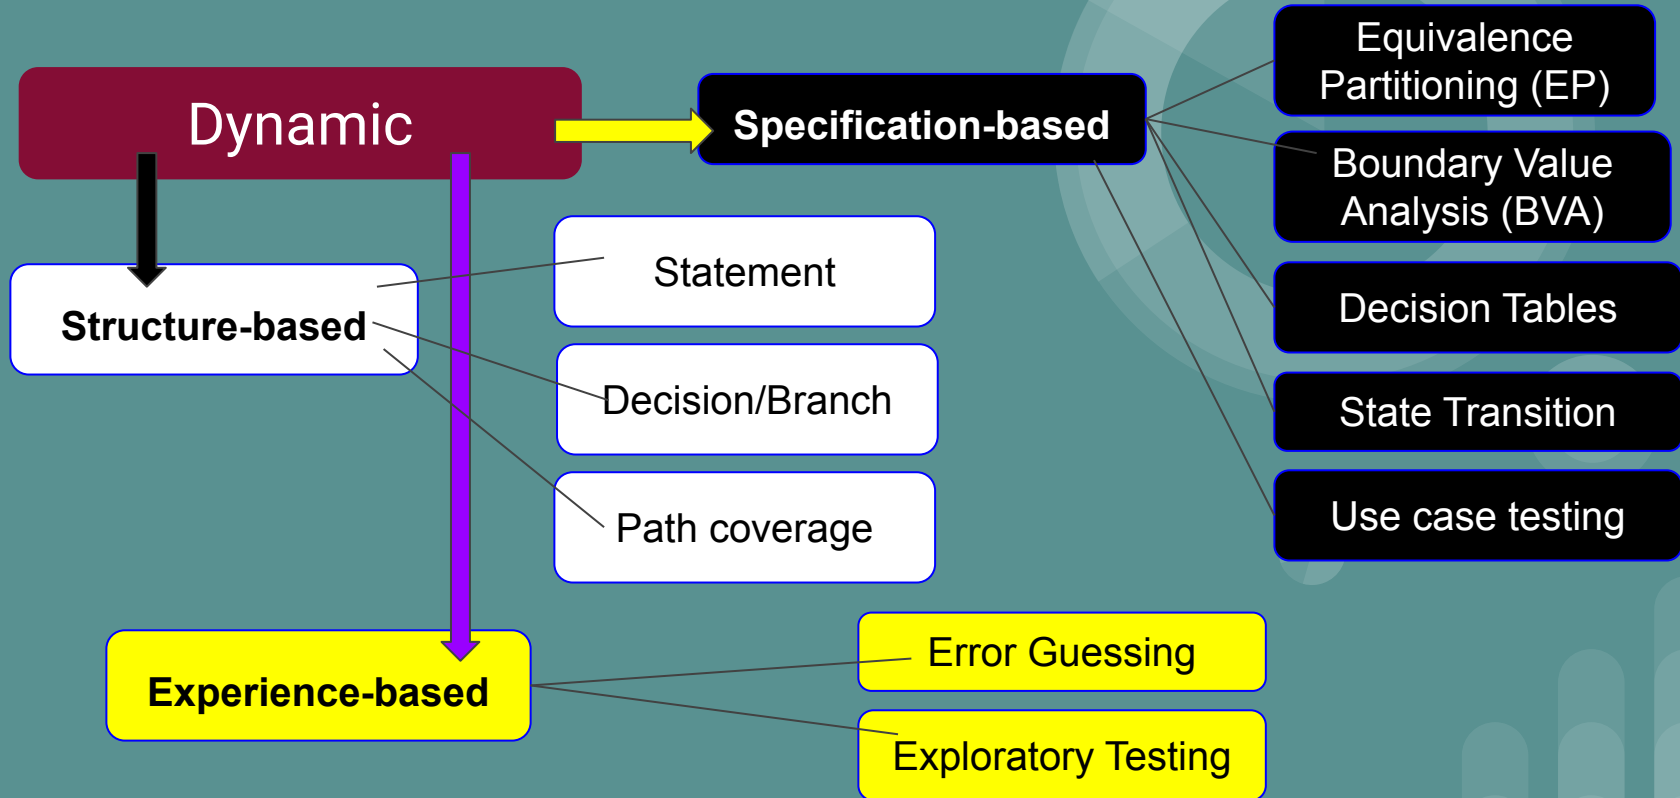 Dynamic
Specification-based
Equivalence
Partitioning (EP)
Boundary Value
Analysis (BVA)
Decision Tables
State Transition
Use case testing
Structure-based
Statement
Decision/Branch
Path coverage
Experience-based
Error Guessing
Exploratory Testing